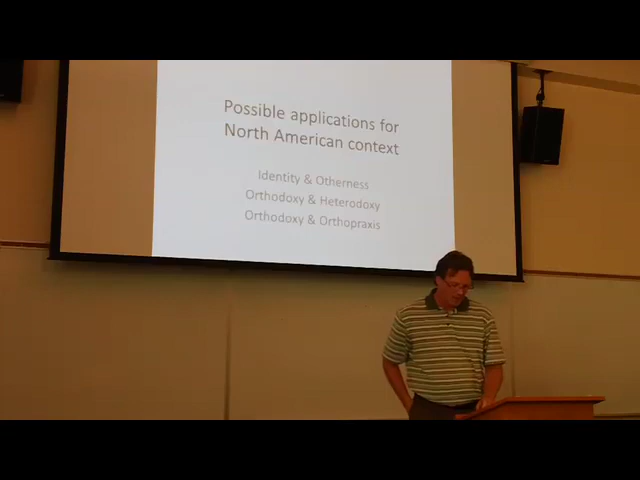 Possible applications for
North American context
Identity & Otherness
Orthodoxy & Heterodoxy
Orthodoxy & Orthopraxis